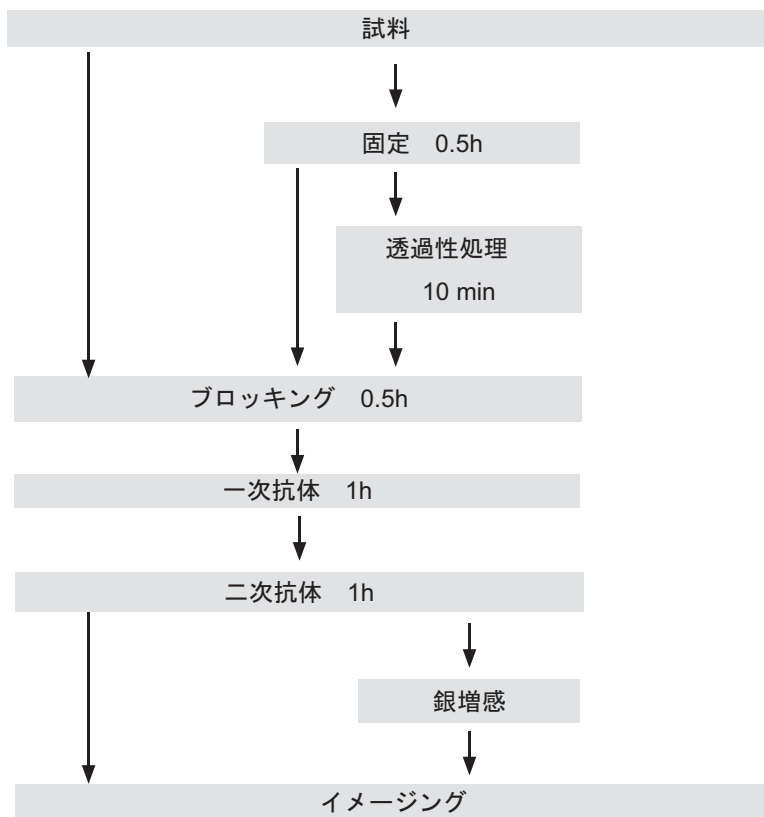 試料
固定　0.5h
透過性処理
10 min
ブロッキング　0.5h
一次抗体　1h
二次抗体　1h
銀増感
イメージング